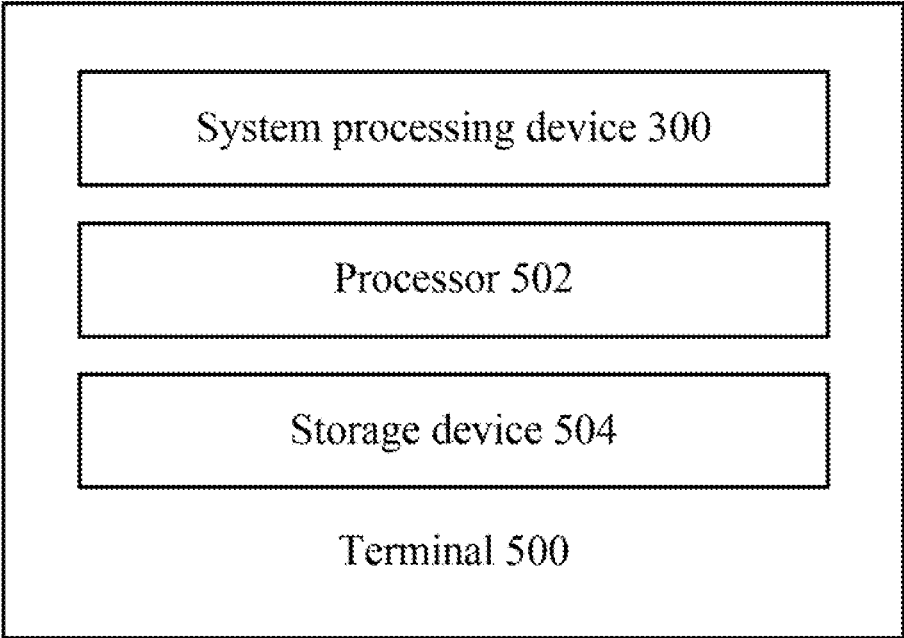 System processing device 300
Processor 502
Storage device 504
Terminal 500